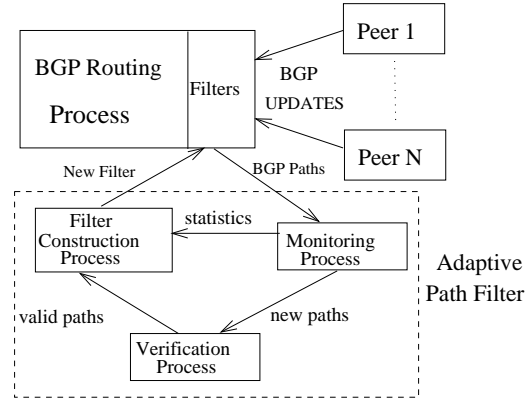 Peer 1
BGP Routing
Process
Filters
BGP
UPDATES
Peer N
New Filter
BGP Paths
Filter
Construction
Process
statistics
Monitoring
Process
Adaptive
Path Filter
valid paths
new paths
Verification
Process